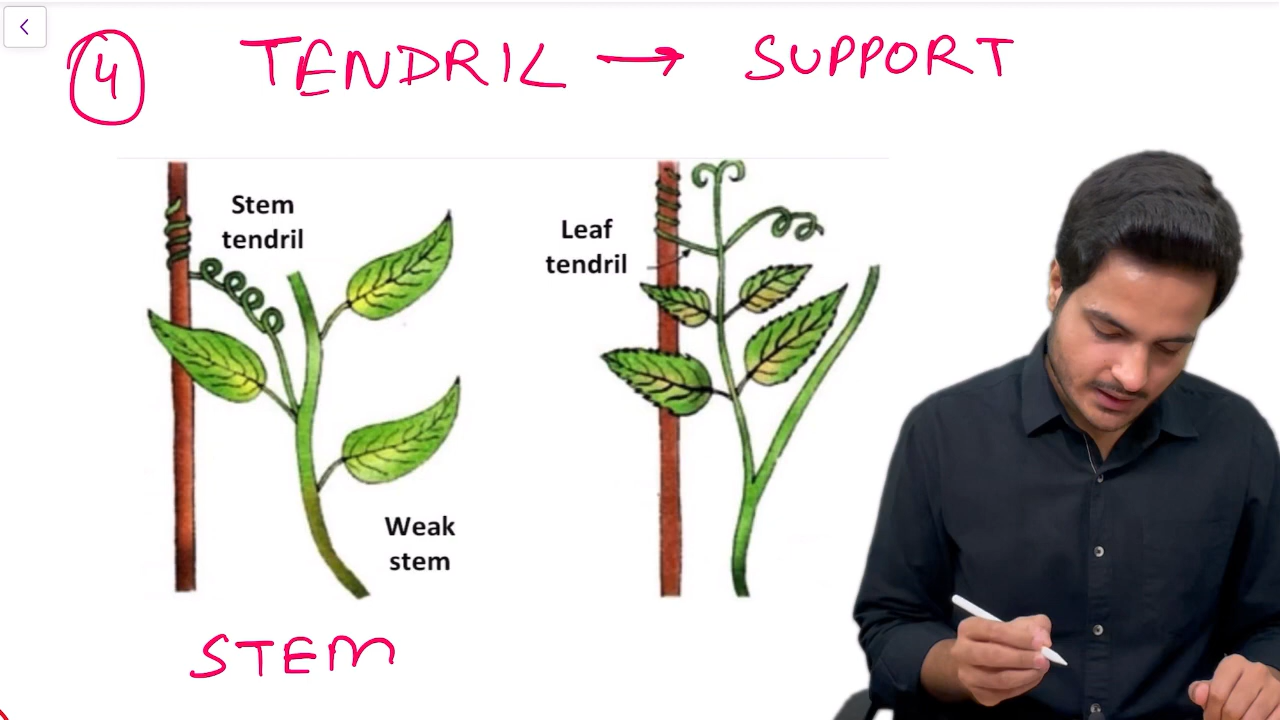 4 TENDRIL → SUPPORT
Stem
tendril
Leaf
tendril
Weak
stem
STEM